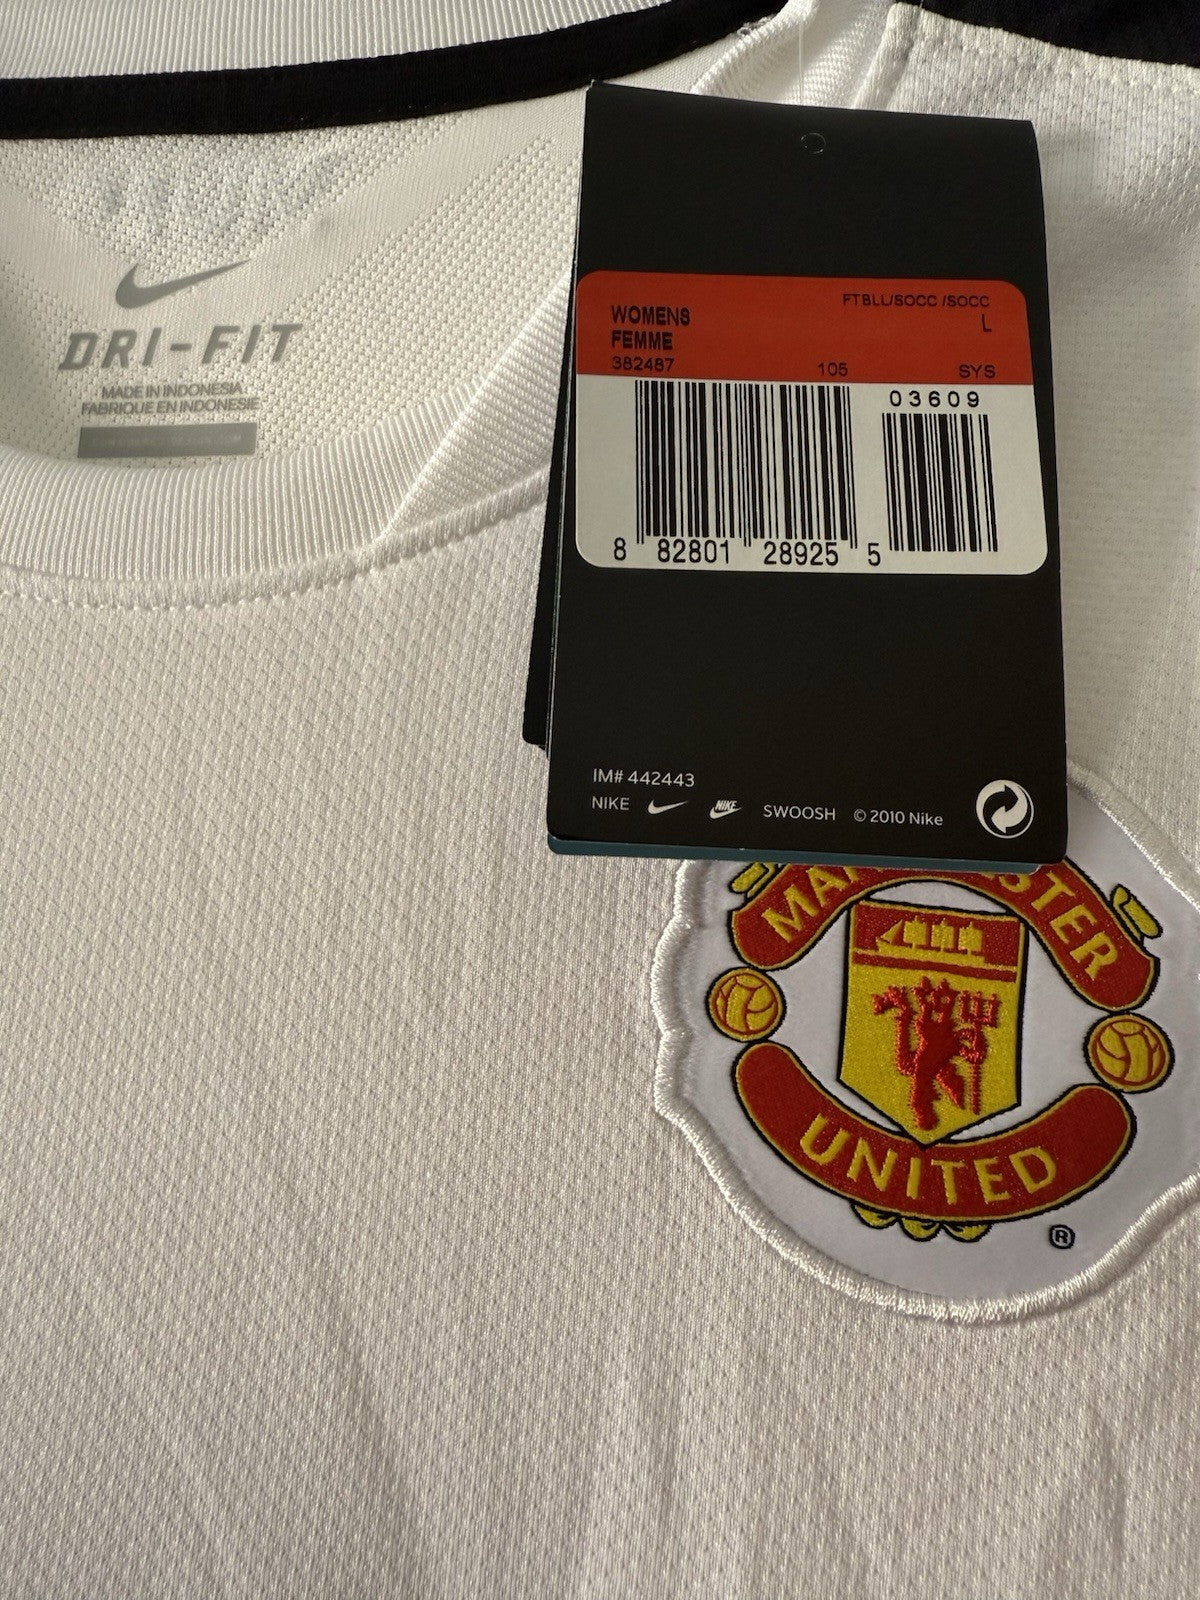 DRI-FIT
MADE IN INDONESIA
FABRIQUE EN INDONESIE
FTBLL/SOCC /SOCC
WOMENS
L
FEMME
382487 105 SYS
03609
8 82801 28925 5
IM# 442443
NIKE NIKE SWOOSH © 2010 Nike
UNITED
®